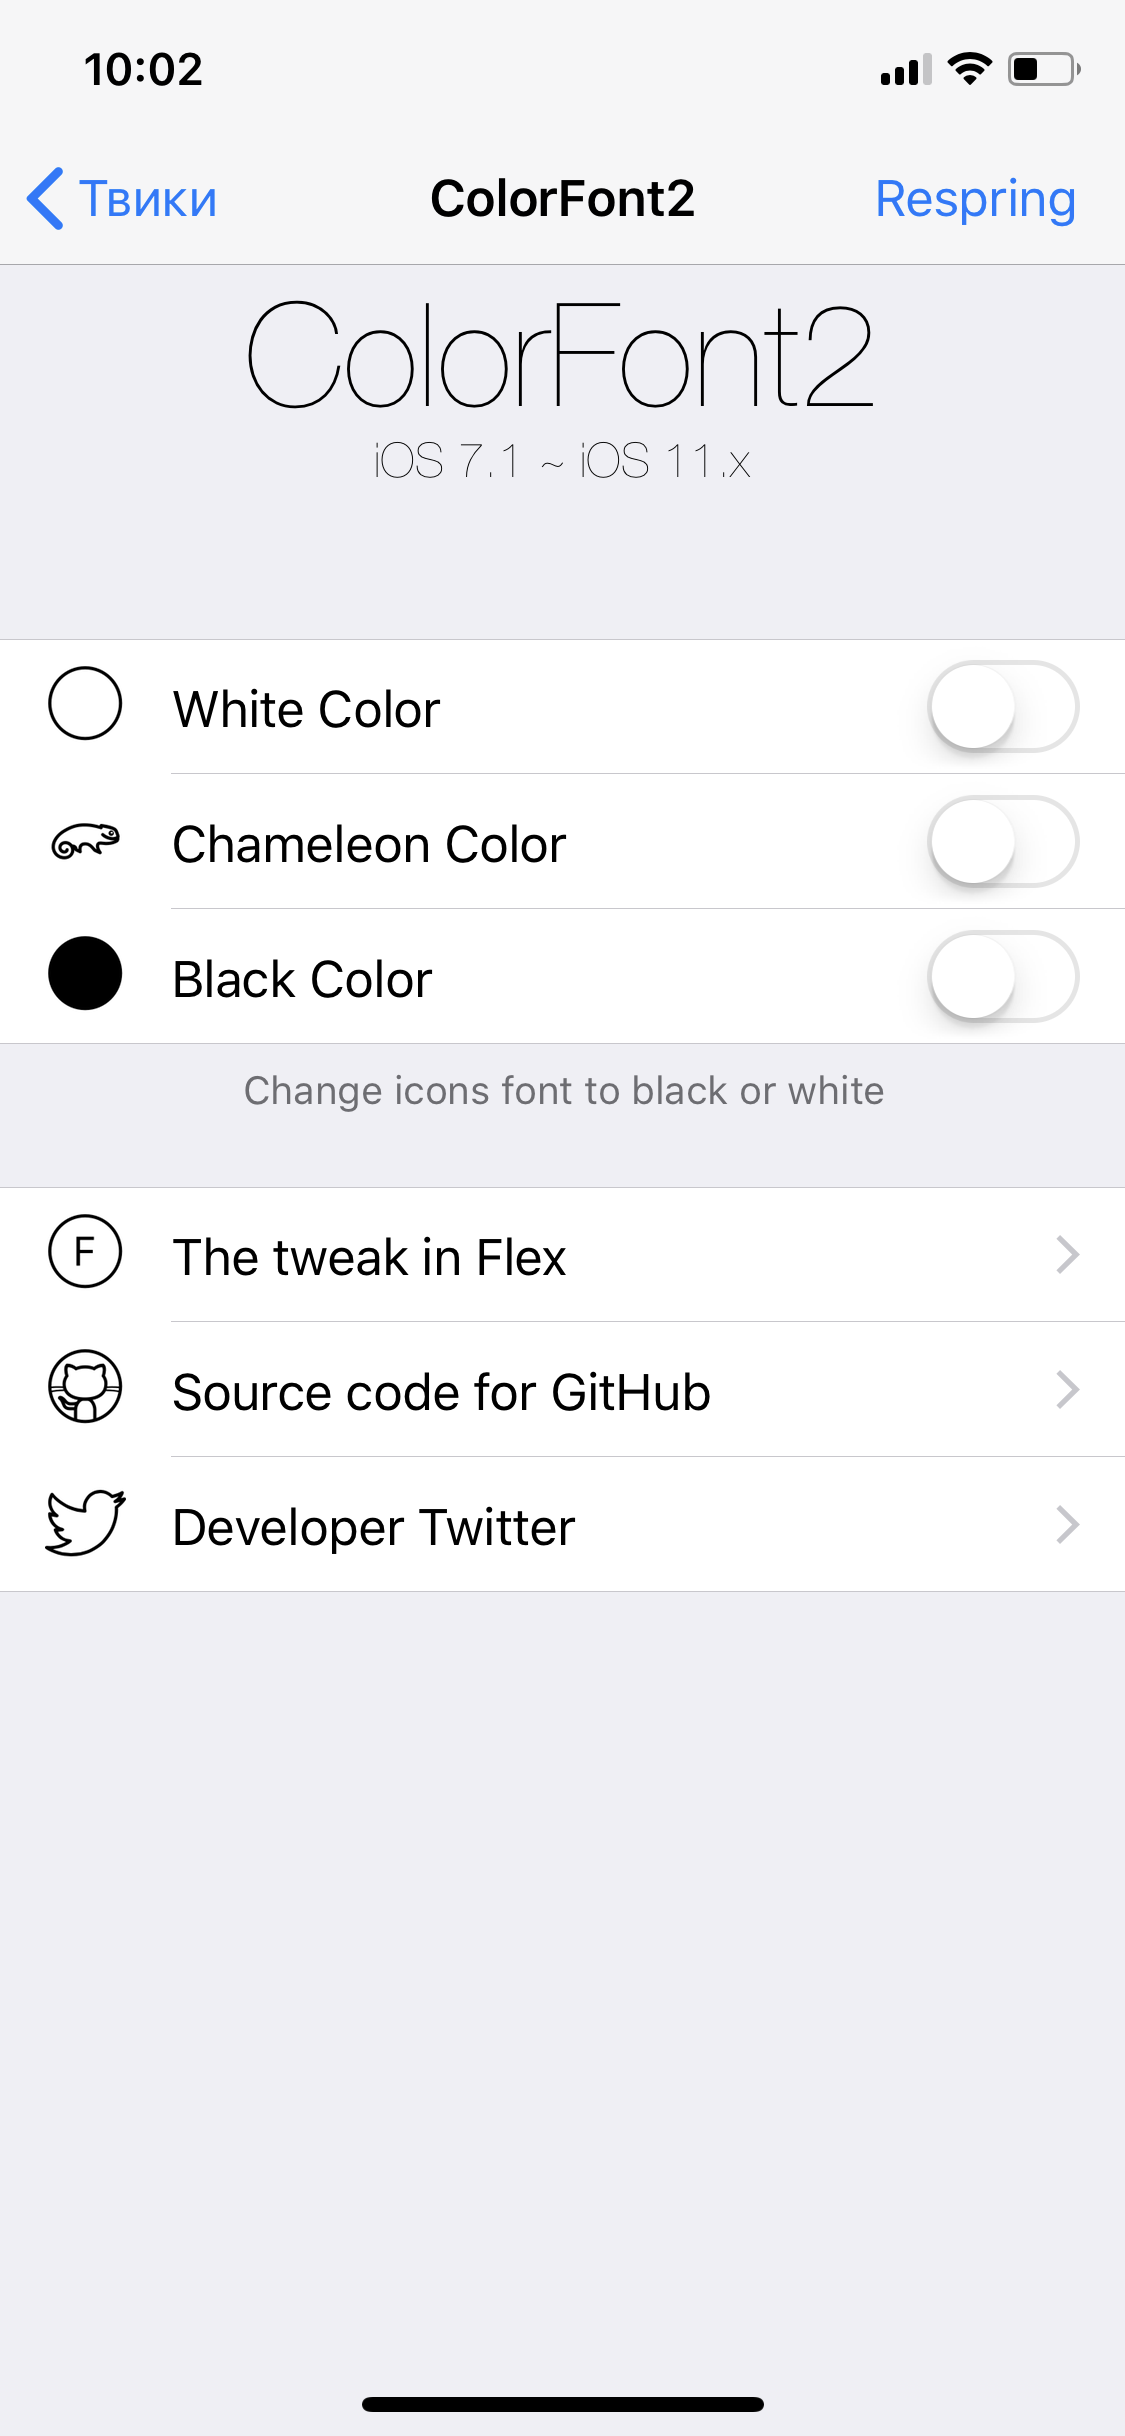 10:02
Твики
ColorFont2
Respring
ColorFont2
iOS 7.1 ~ iOS 11.x
White Color
Chameleon Color
Black Color
Change icons font to black or white
F
The tweak in Flex
Source code for GitHub
Developer Twitter